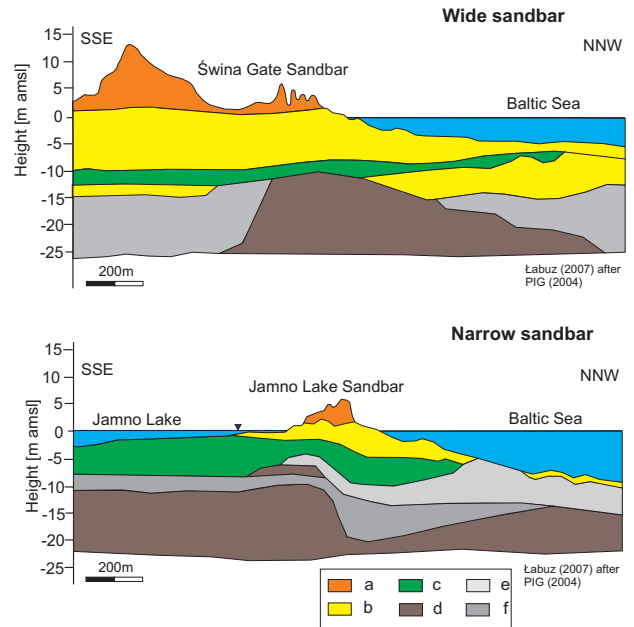 Wide sandbar
SSE
NNW
Świna Gate Sandbar
Baltic Sea
Height [m amsl]
15
10
5
0
-5
-10
-15
-20
-25
200m
Łabuz (2007) after
PIG (2004)
Narrow sandbar
SSE
NNW
Jamno Lake Sandbar
Jamno Lake
Baltic Sea
Height [m amsl]
15
10
5
0
-5
-10
-15
-20
-25
200m
Łabuz (2007) after
PIG (2004)
a c e
b d f